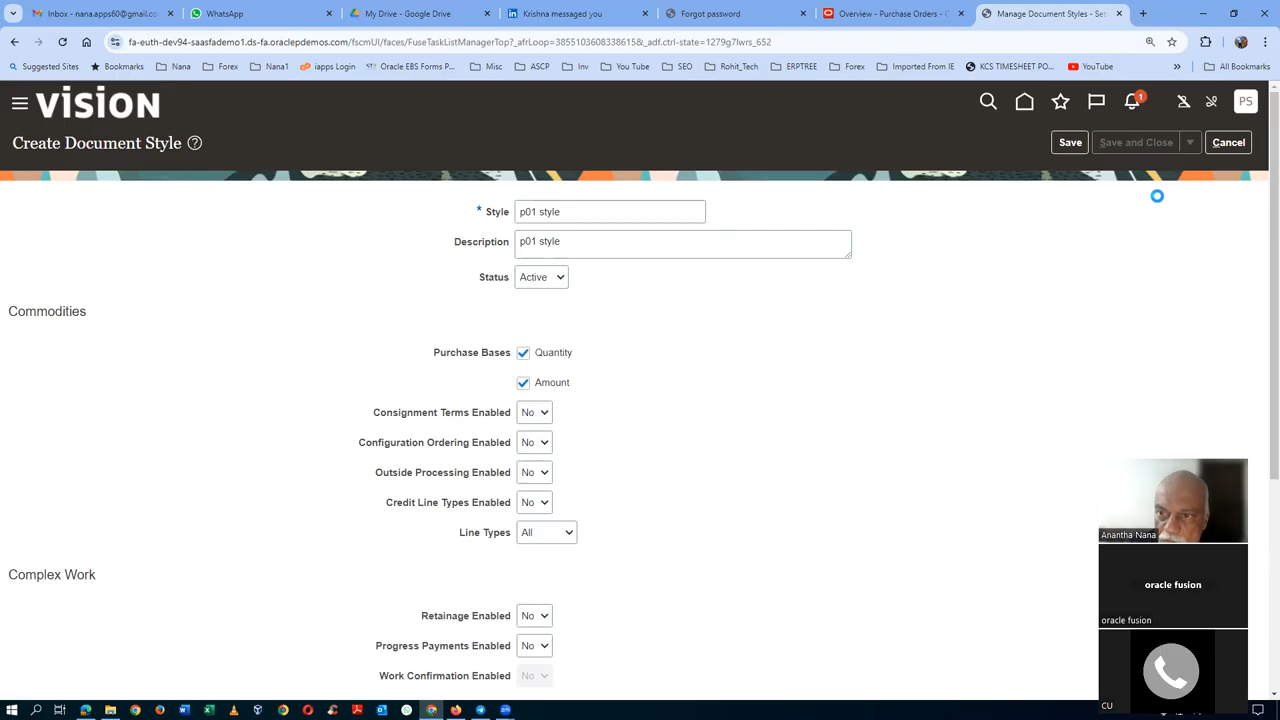 Inbox - nana.apps60@gmail.co
WhatsApp
My Drive - Google Drive
Krishna messaged you
Forgot password
Overview - Purchase Orders -
Manage Document Styles - Set
fa-euth-dev94-saasfademo1.ds-fa.oraclepdemos.com/fscmUI/faces/FuseTaskListManagerTop?_afrLoop=3855103608338615&_adf.ctrl-state=1279g7lwrs_652
Suggested Sites
Bookmarks
Nana
Forex
Nana1
iapps Login
Oracle EBS Forms P...
Misc
ASCP
Inv
You Tube
SEO
Rohi_Tech
ERPTREE
Forex
Imported From IE
KCS TIMESHEET PO...
YouTube
All Bookmarks
VISION
1
PS
Create Document Style ?
Save
Save and Close
Cancel
* Style p01 style
Description p01 style
Status Active
Commodities
Purchase Bases Quantity
Amount
Consignment Terms Enabled No
Configuration Ordering Enabled No
Outside Processing Enabled No
Credit Line Types Enabled No
Line Types All
Complex Work
Retainage Enabled No
Progress Payments Enabled No
Work Confirmation Enabled No
Anantha Nana
oracle fusion
oracle fusion
CU